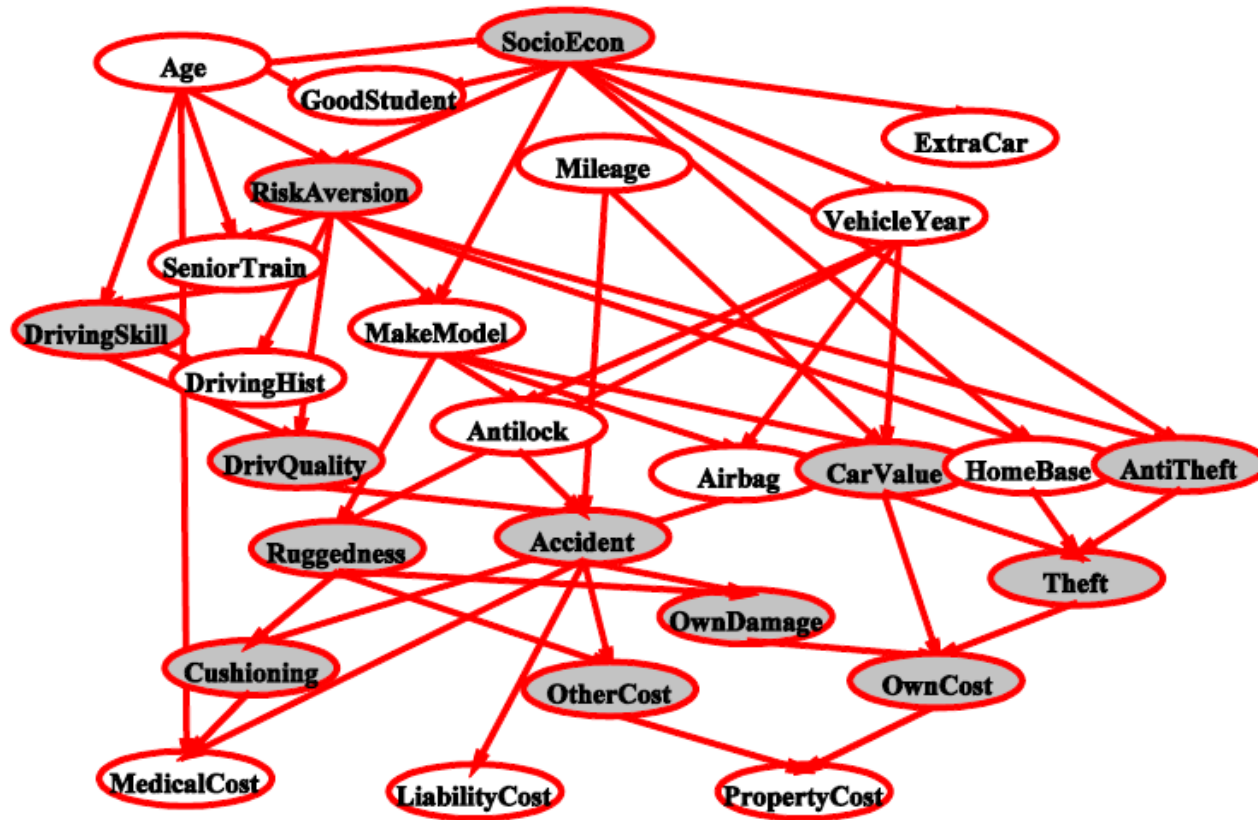 SocioEcon
Age
GoodStudent
ExtraCar
Mileage
RiskAversion
VehicleYear
SeniorTrain
DrivingSkill
MakeModel
DrivingHist
Antilock
DrivQuality
Airbag
CarValue
HomeBase
AntiTheft
Ruggedness
Accident
Theft
OwnDamage
Cushioning
OtherCost
OwnCost
MedicalCost
LiabilityCost
PropertyCost